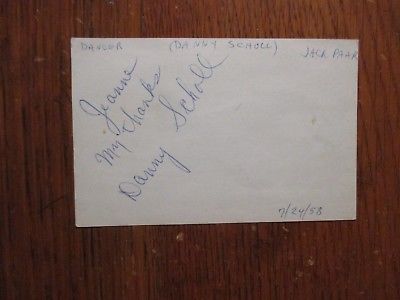 DANCER (DANNY SCHOLL) JACK PAAR
Jeanne
My thanks
Danny Scholl
7/24/58